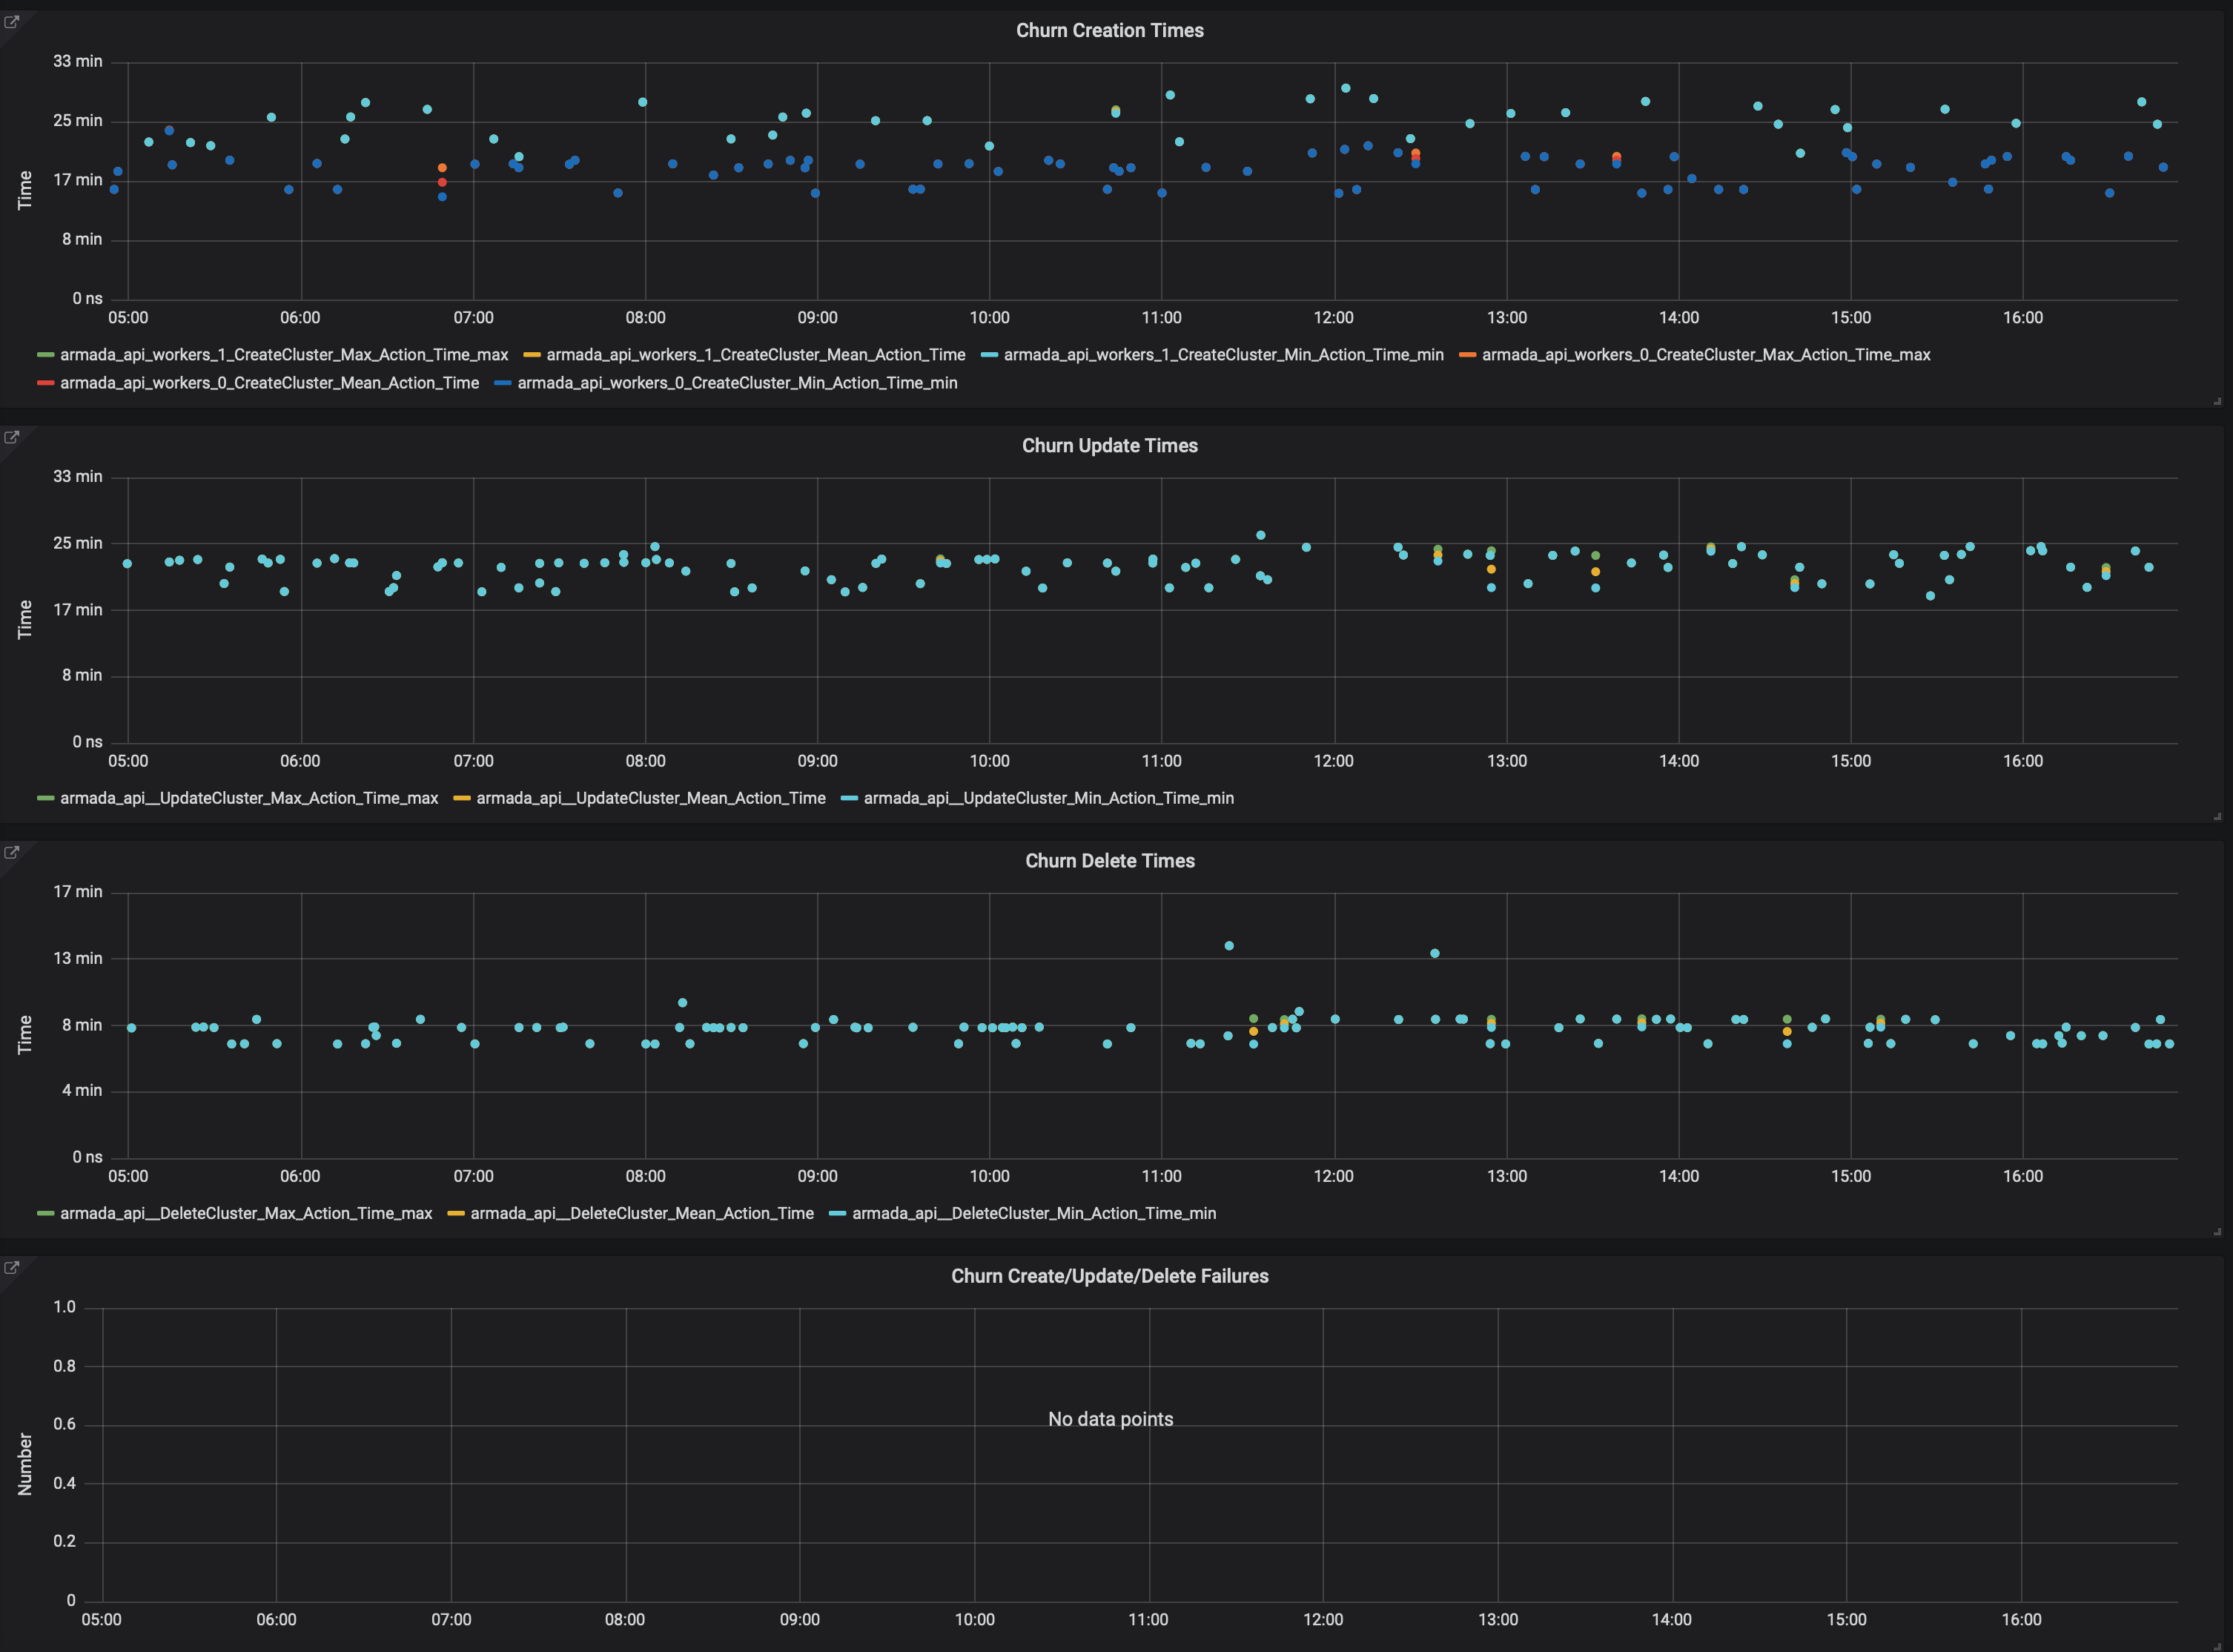 Churn Creation Times
33 min
25 min
17 min
8 min
0 ns
Time
05:00 06:00 07:00 08:00 09:00 10:00 11:00 12:00 13:00 14:00 15:00 16:00
armada_api_workers_1_CreateCluster_Max_Action_Time_max armada_api_workers_1_CreateCluster_Mean_Action_Time armada_api_workers_1_CreateCluster_Min_Action_Time_min armada_api_workers_0_CreateCluster_Max_Action_Time_max
armada_api_workers_0_CreateCluster_Mean_Action_Time armada_api_workers_0_CreateCluster_Min_Action_Time_min
Churn Update Times
33 min
25 min
17 min
8 min
0 ns
Time
05:00 06:00 07:00 08:00 09:00 10:00 11:00 12:00 13:00 14:00 15:00 16:00
armada_api__UpdateCluster_Max_Action_Time_max armada_api__UpdateCluster_Mean_Action_Time armada_api__UpdateCluster_Min_Action_Time_min
Churn Delete Times
17 min
13 min
8 min
4 min
0 ns
Time
05:00 06:00 07:00 08:00 09:00 10:00 11:00 12:00 13:00 14:00 15:00 16:00
armada_api__DeleteCluster_Max_Action_Time_max armada_api__DeleteCluster_Mean_Action_Time armada_api__DeleteCluster_Min_Action_Time_min
Churn Create/Update/Delete Failures
1.0
0.8
0.6
0.4
0.2
0
Number
No data points
05:00 06:00 07:00 08:00 09:00 10:00 11:00 12:00 13:00 14:00 15:00 16:00